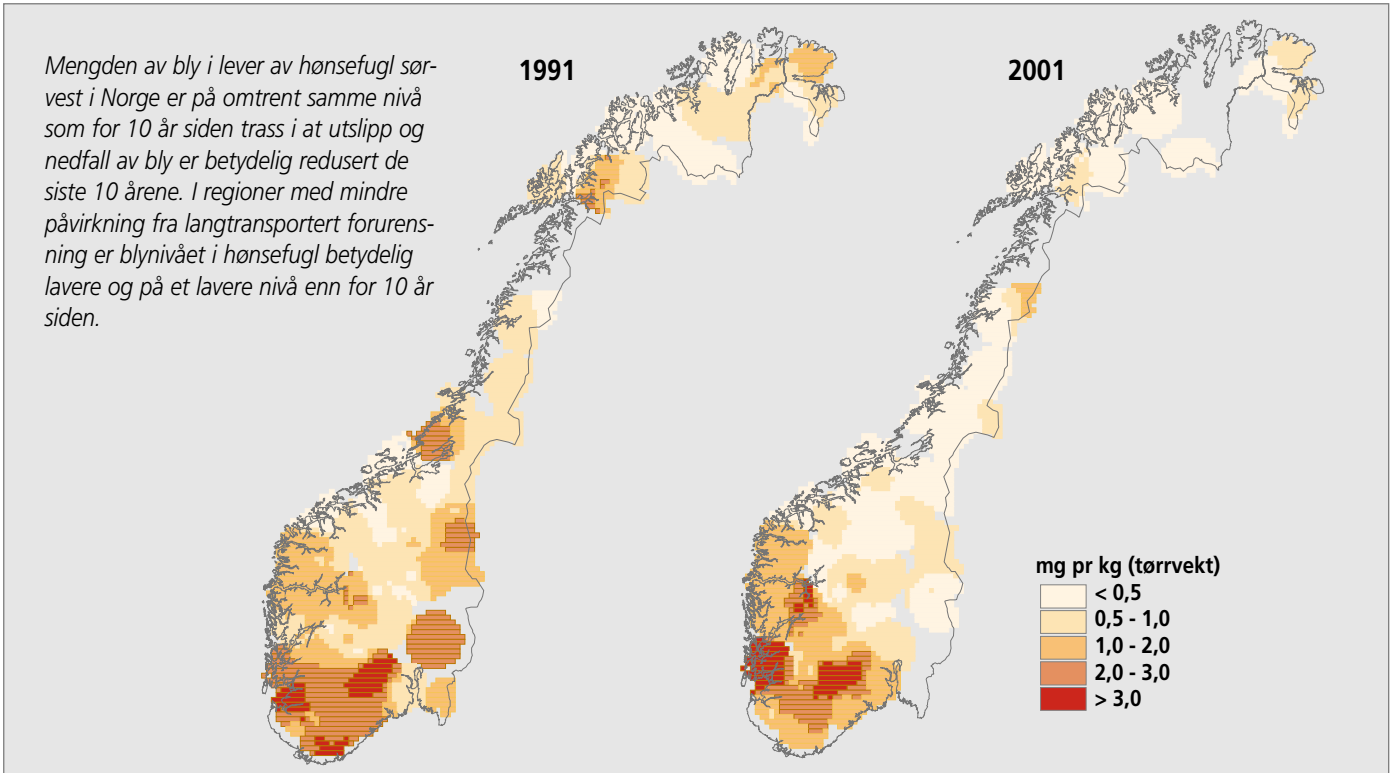 Mengden av bly i lever av hønsefugl sør-
vest i Norge er på omtrent samme nivå
som for 10 år siden trass i at utslipp og
nedfall av bly er betydelig redusert de
siste 10 årene. I regioner med mindre
påvirkning fra langtransportert forurens-
ning er blynivået i hønsefugl betydelig
lavere og på et lavere nivå enn for 10 år
siden.
1991
2001
mg pr kg (tørrvekt)
< 0,5
0,5 - 1,0
1,0 - 2,0
2,0 - 3,0
> 3,0